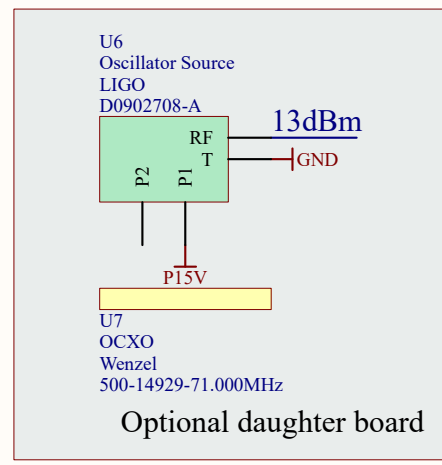 U6
Oscillator Source
LIGO
D0902708-A
RF
13dBm
T
GND
P2
P1
P15V
U7
OCXO
Wenzel
500-14929-71.000MHz
Optional daughter board